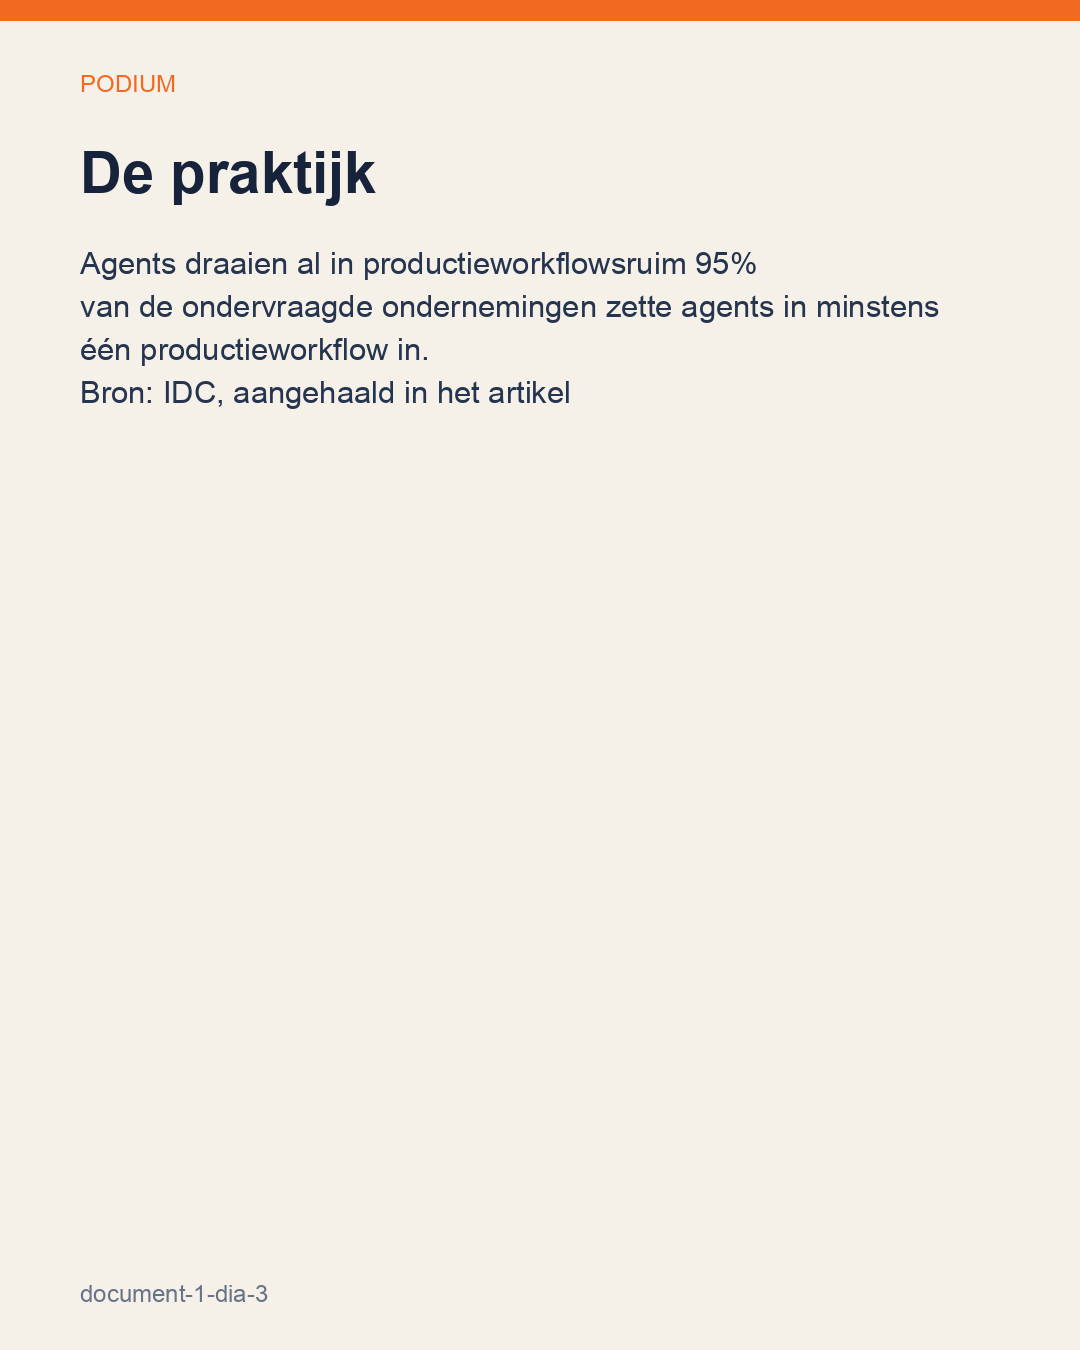 PODIUM
De praktijk
Agents draaien al in productieworkflowsruim 95%
van de ondervraagde ondernemingen zette agents in minstens
één productieworkflow in.
Bron: IDC, aangehaald in het artikel
document-1-dia-3